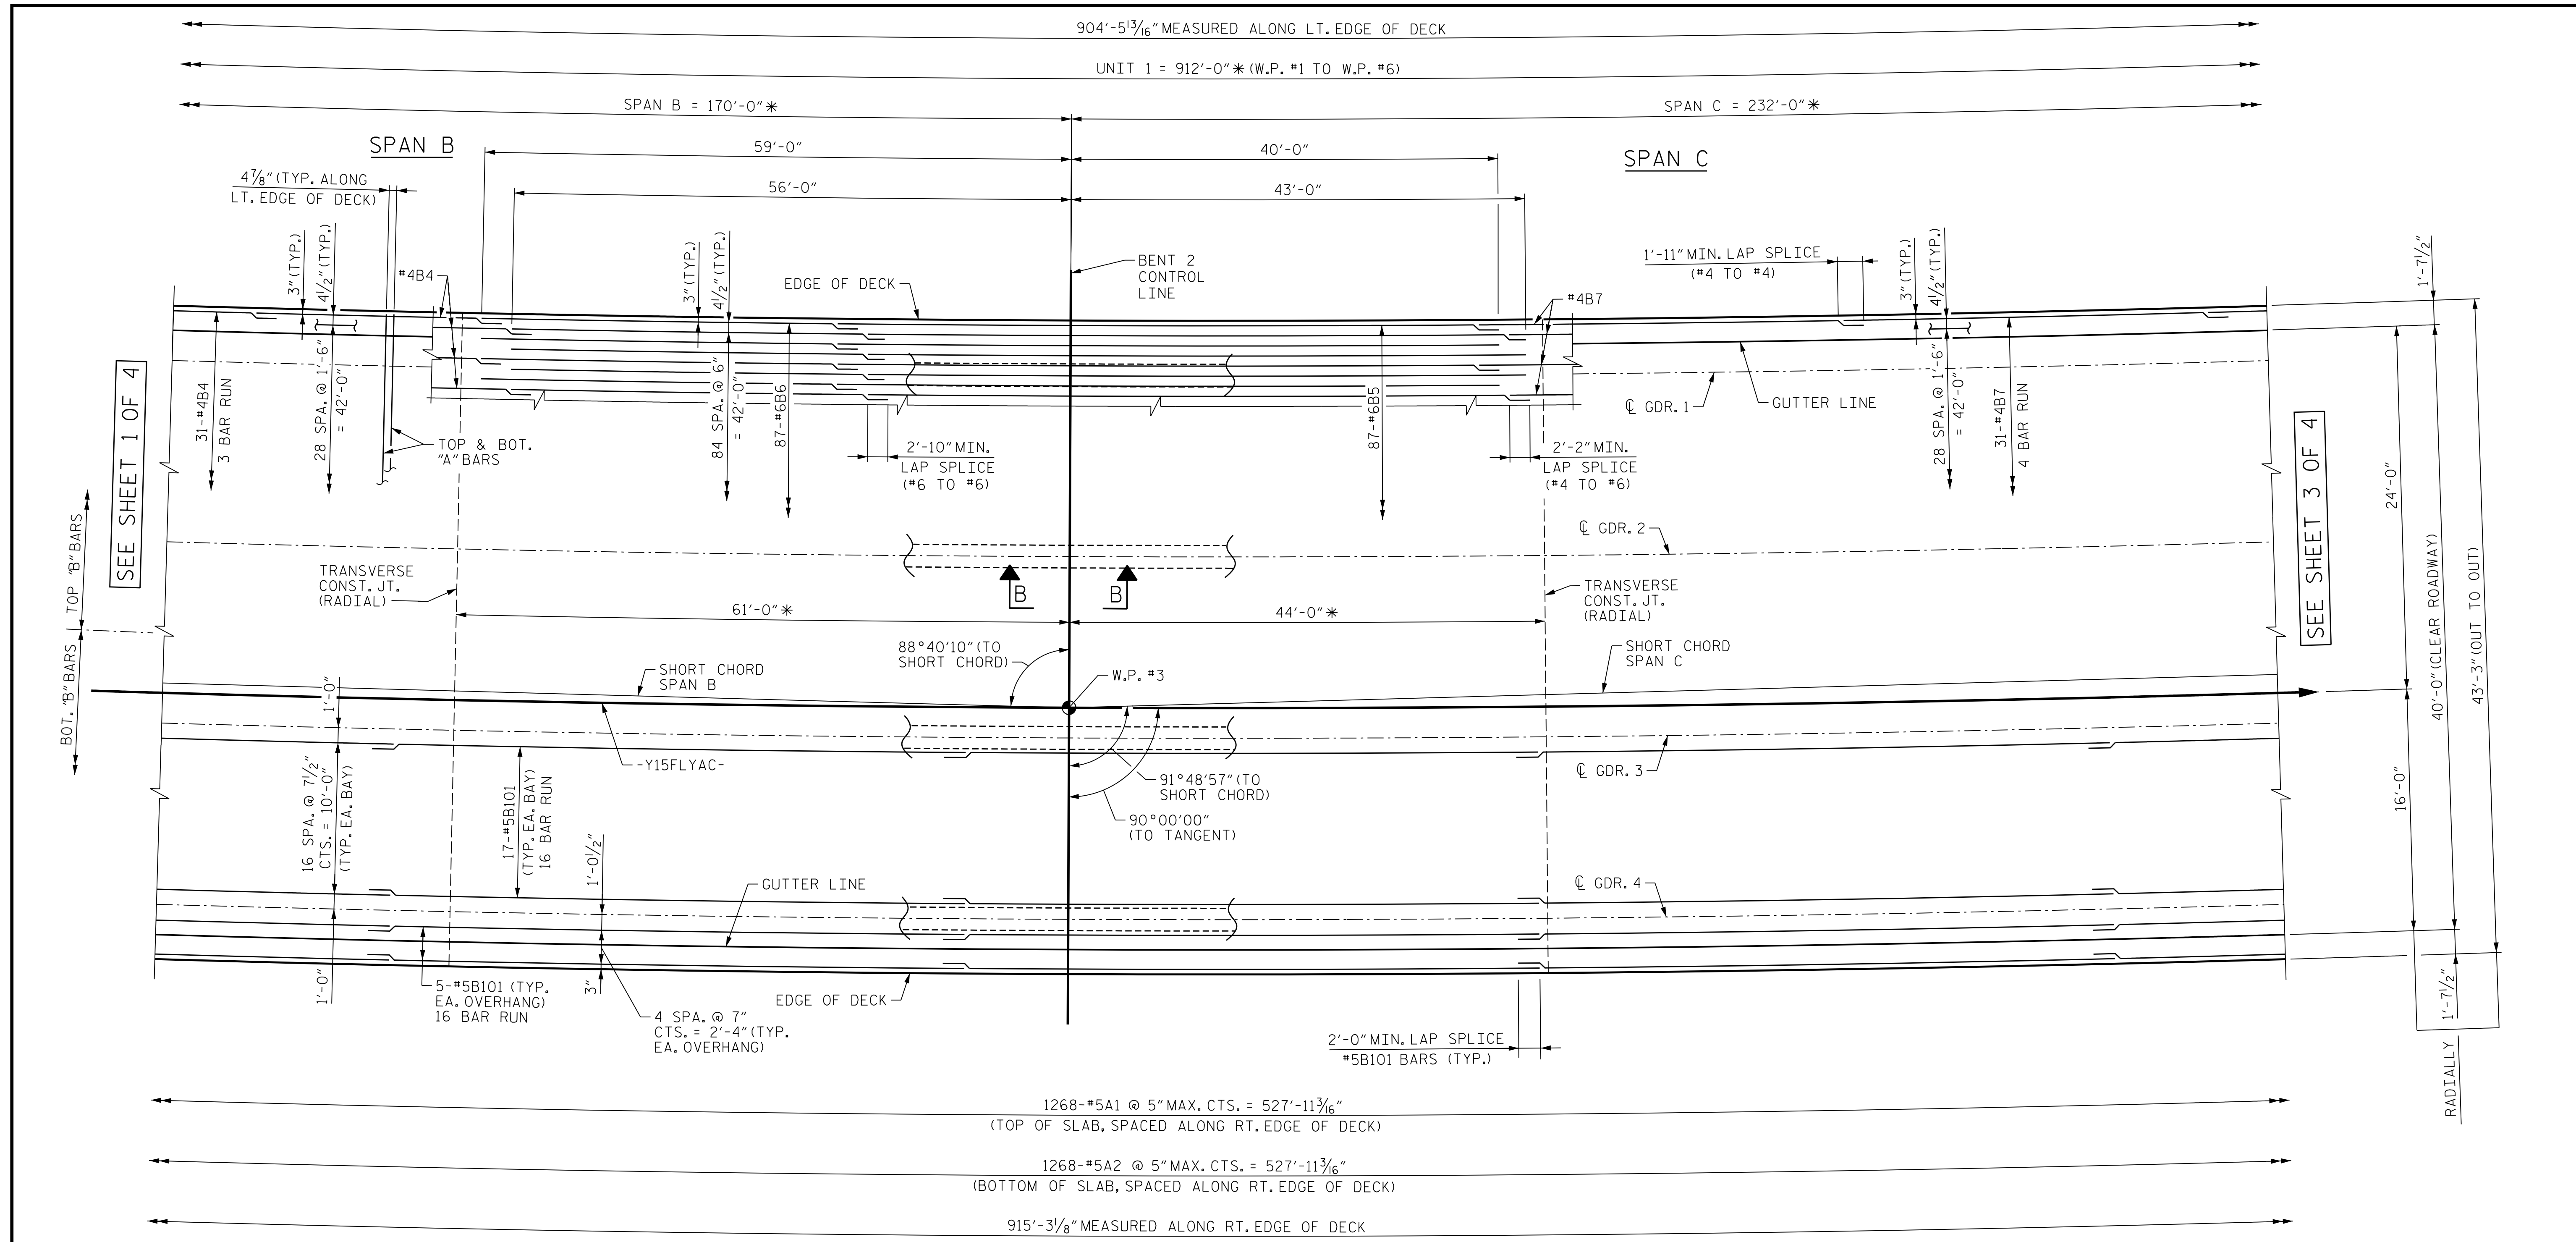 904'-5 13/16" MEASURED ALONG LT. EDGE OF DECK
UNIT 1 = 912'-0"* (W.P. #1 TO W.P. #6)
SPAN B = 170'-0"*
SPAN C = 232'-0"*
SPAN B
SPAN C
59'-0"
40'-0"
56'-0"
43'-0"
4 7/8" (TYP. ALONG
LT. EDGE OF DECK)
3" (TYP.)
4 1/2" (TYP.)
#4B4
3" (TYP.)
4 1/2" (TYP.)
EDGE OF DECK
BENT 2
CONTROL
LINE
1'-11" MIN. LAP SPLICE
(#4 TO #4)
#4B7
3" (TYP.)
4 1/2" (TYP.)
1'-7 1/2"
SEE SHEET 1 OF 4
31-#4B4
3 BAR RUN
28 SPA. @ 1'-6"
= 42'-0"
TOP & BOT.
"A" BARS
84 SPA. @ 6"
= 42'-0"
87-#6B6
2'-10" MIN.
LAP SPLICE
(#6 TO #6)
87-#6B5
2'-2" MIN.
LAP SPLICE
(#4 TO #6)
℄ GDR. 1
GUTTER LINE
28 SPA. @ 1'-6"
= 42'-0"
31-#4B7
4 BAR RUN
SEE SHEET 3 OF 4
24'-0"
40'-0" (CLEAR ROADWAY)
43'-3" (OUT TO OUT)
TOP "B" BARS
BOT. "B" BARS
℄ GDR. 2
TRANSVERSE
CONST. JT.
(RADIAL)
B
B
TRANSVERSE
CONST. JT.
(RADIAL)
61'-0"*
44'-0"*
88°40'10" (TO
SHORT CHORD)
SHORT CHORD
SPAN B
SHORT CHORD
SPAN C
W.P. #3
1'-0"
-Y15FLYAC-
16 SPA. @ 7 1/2"
CTS. = 10'-0"
(TYP. EA. BAY)
17-#5B101
(TYP. EA. BAY)
16 BAR RUN
91°48'57" (TO
SHORT CHORD)
90°00'00"
(TO TANGENT)
℄ GDR. 3
16'-0"
1'-0 1/2"
GUTTER LINE
℄ GDR. 4
1'-0"
5-#5B101 (TYP.
EA. OVERHANG)
16 BAR RUN
3"
4 SPA. @ 7"
CTS. = 2'-4" (TYP.
EA. OVERHANG)
EDGE OF DECK
2'-0" MIN. LAP SPLICE
#5B101 BARS (TYP.)
1'-7 1/2"
RADIALLY
1268-#5A1 @ 5" MAX. CTS. = 527'-11 3/16"
(TOP OF SLAB, SPACED ALONG RT. EDGE OF DECK)
1268-#5A2 @ 5" MAX. CTS. = 527'-11 3/16"
(BOTTOM OF SLAB, SPACED ALONG RT. EDGE OF DECK)
915'-3 1/8" MEASURED ALONG RT. EDGE OF DECK